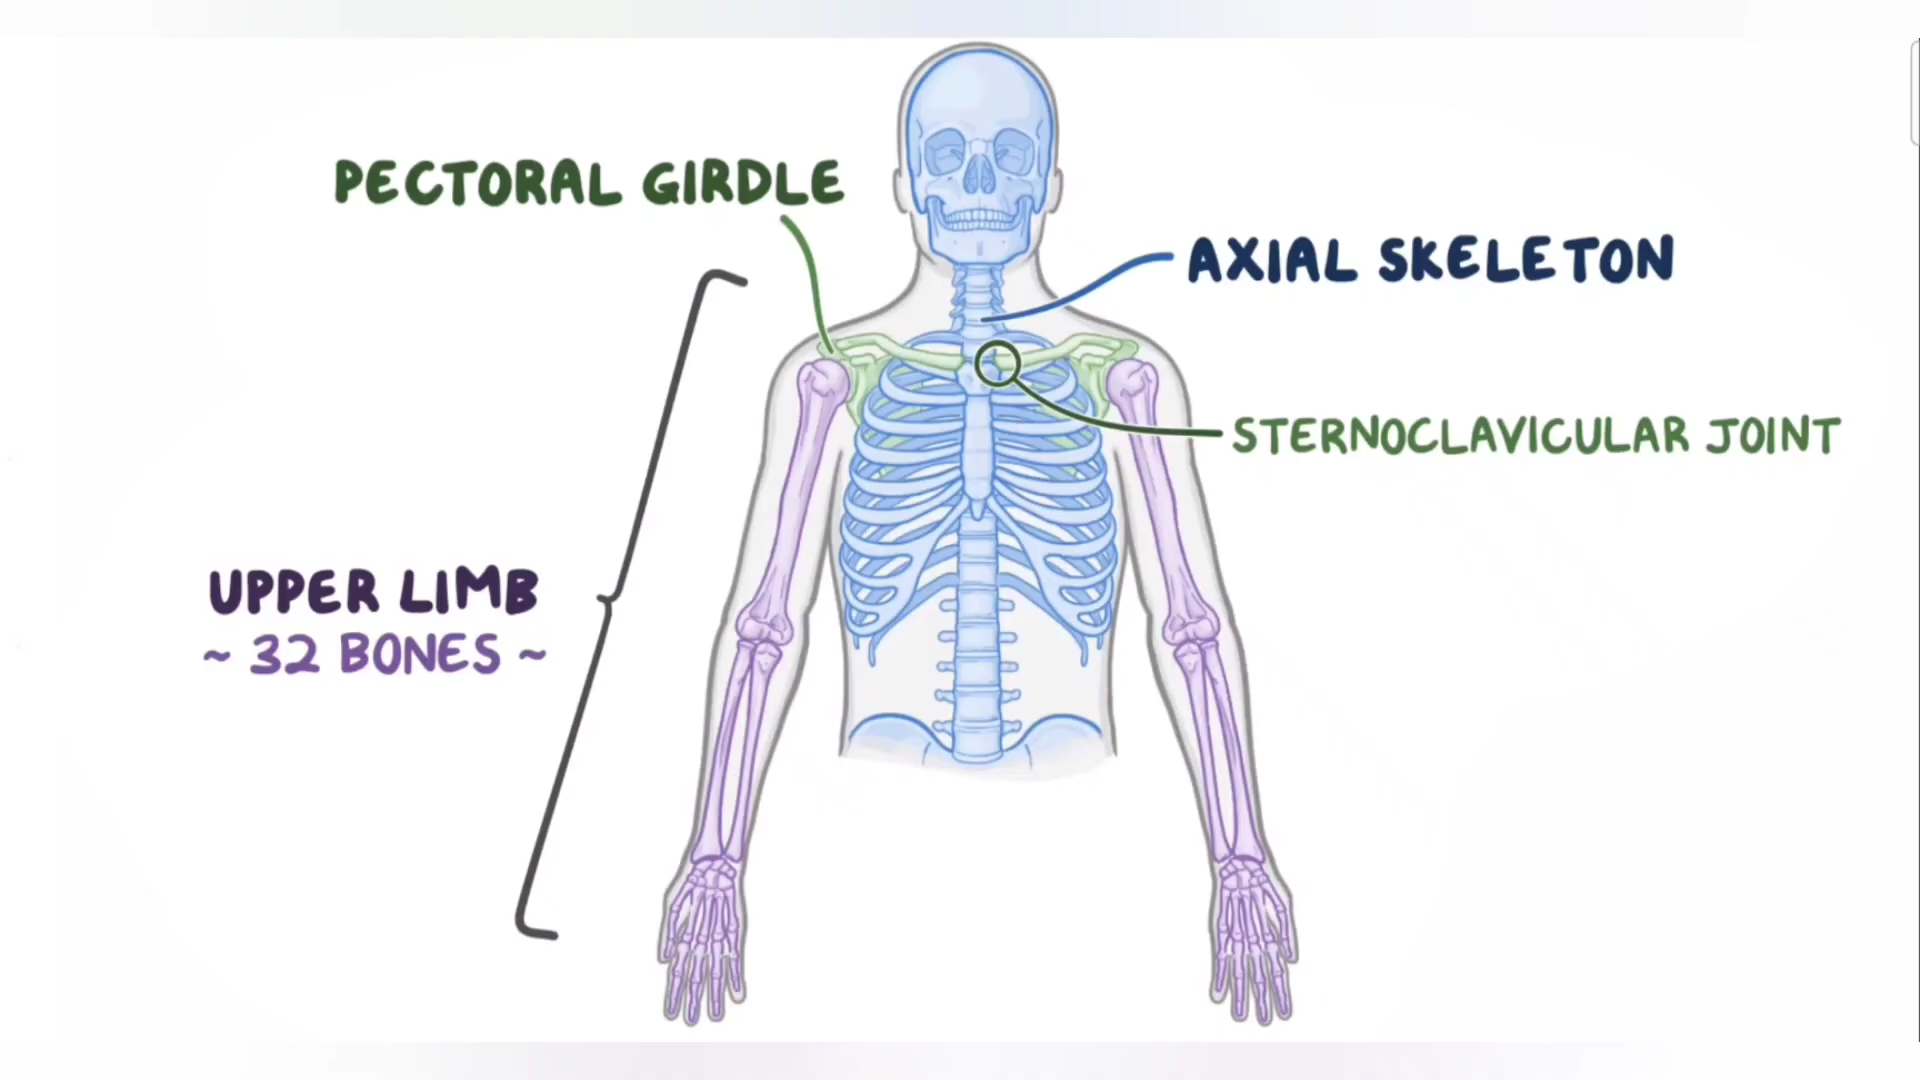 PECTORAL GIRDLE
AXIAL SKELETON
STERNOCLAVICULAR JOINT
UPPER LIMB
~ 32 BONES ~